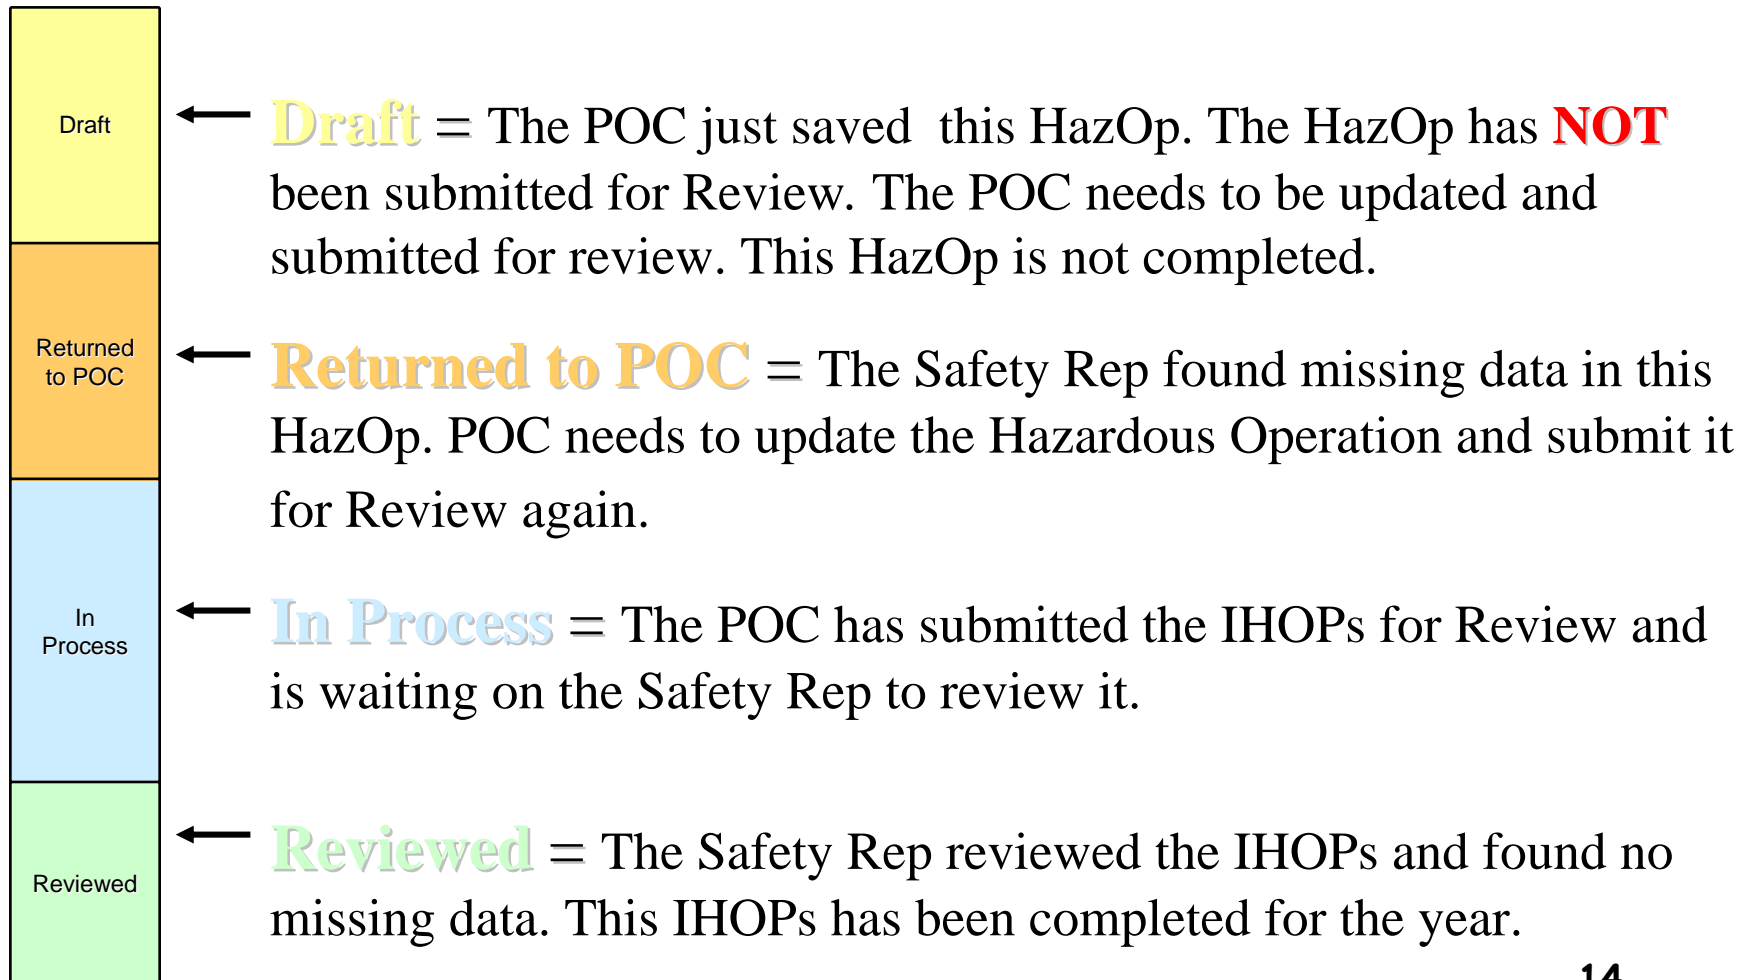 Draft
Draft = The POC just saved  this HazOp. The HazOp has NOT
been submitted for Review. The POC needs to be updated and
submitted for review. This HazOp is not completed.
Returned
to POC
Returned to POC = The Safety Rep found missing data in this
HazOp. POC needs to update the Hazardous Operation and submit it
for Review again.
In
Process
In Process = The POC has submitted the IHOPs for Review and
is waiting on the Safety Rep to review it.
Reviewed
Reviewed = The Safety Rep reviewed the IHOPs and found no
missing data. This IHOPs has been completed for the year.
14